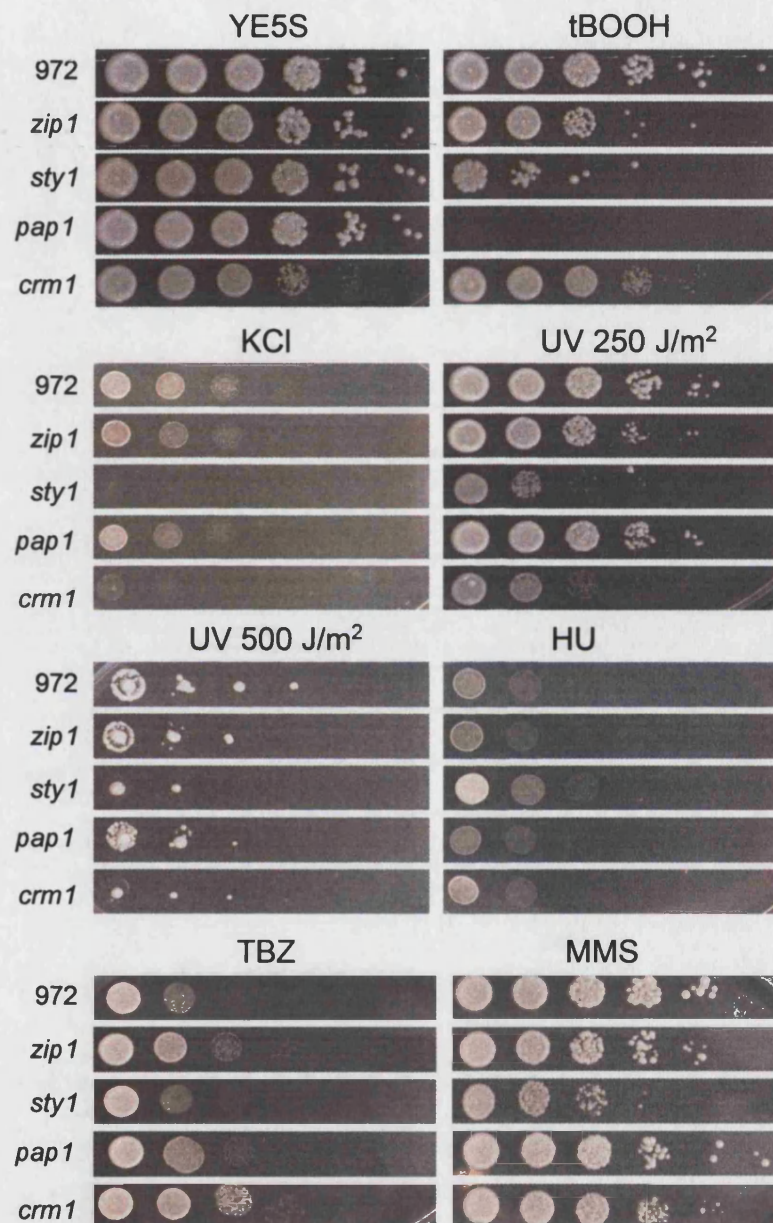 YE5S tBOOH
972
zip1
sty1
pap1
crm1
KCl UV 250 J/m²
972
zip1
sty1
pap1
crm1
UV 500 J/m² HU
972
zip1
sty1
pap1
crm1
TBZ MMS
972
zip1
sty1
pap1
crm1